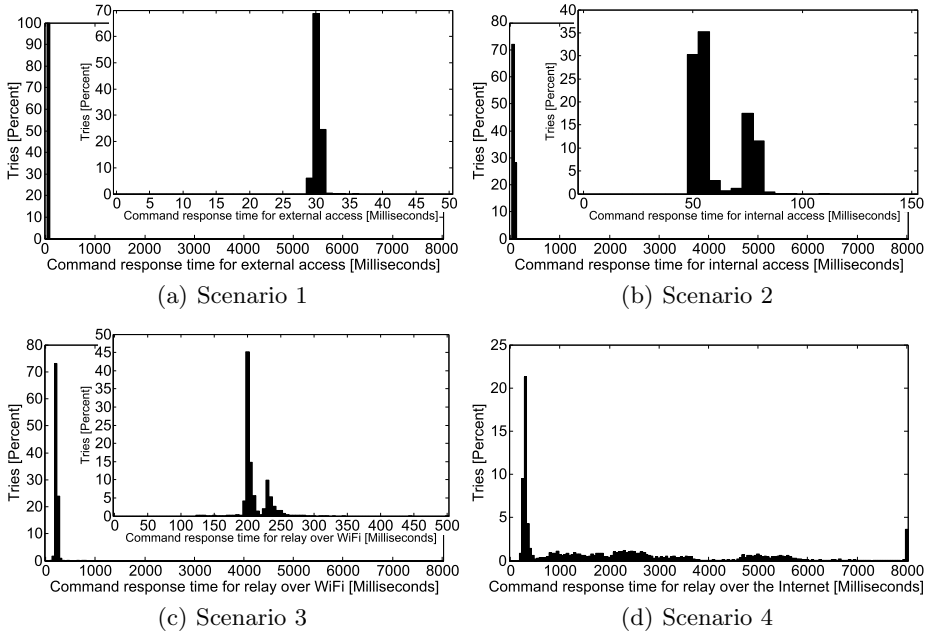 Tries [Percent]
100
90
80
70
60
50
40
30
20
10
0
0 1000 2000 3000 4000 5000 6000 7000 8000
Command response time for external access [Milliseconds]
Tries [Percent]
70
60
50
40
30
20
10
0
0 5 10 15 20 25 30 35 40 45 50
Command response time for external access [Milliseconds]
(a) Scenario 1
Tries [Percent]
80
70
60
50
40
30
20
10
0
0 1000 2000 3000 4000 5000 6000 7000 8000
Command response time for internal access [Milliseconds]
Tries [Percent]
40
35
30
25
20
15
10
5
0
0 50 100 150
Command response time for internal access [Milliseconds]
(b) Scenario 2
Tries [Percent]
80
70
60
50
40
30
20
10
0
0 1000 2000 3000 4000 5000 6000 7000 8000
Command response time for relay over WiFi [Milliseconds]
Tries [Percent]
50
45
40
35
30
25
20
15
10
5
0
0 50 100 150 200 250 300 350 400 450 500
Command response time for relay over WiFi [Milliseconds]
(c) Scenario 3
Tries [Percent]
25
20
15
10
5
0
0 1000 2000 3000 4000 5000 6000 7000 8000
Command response time for relay over the Internet [Milliseconds]
(d) Scenario 4